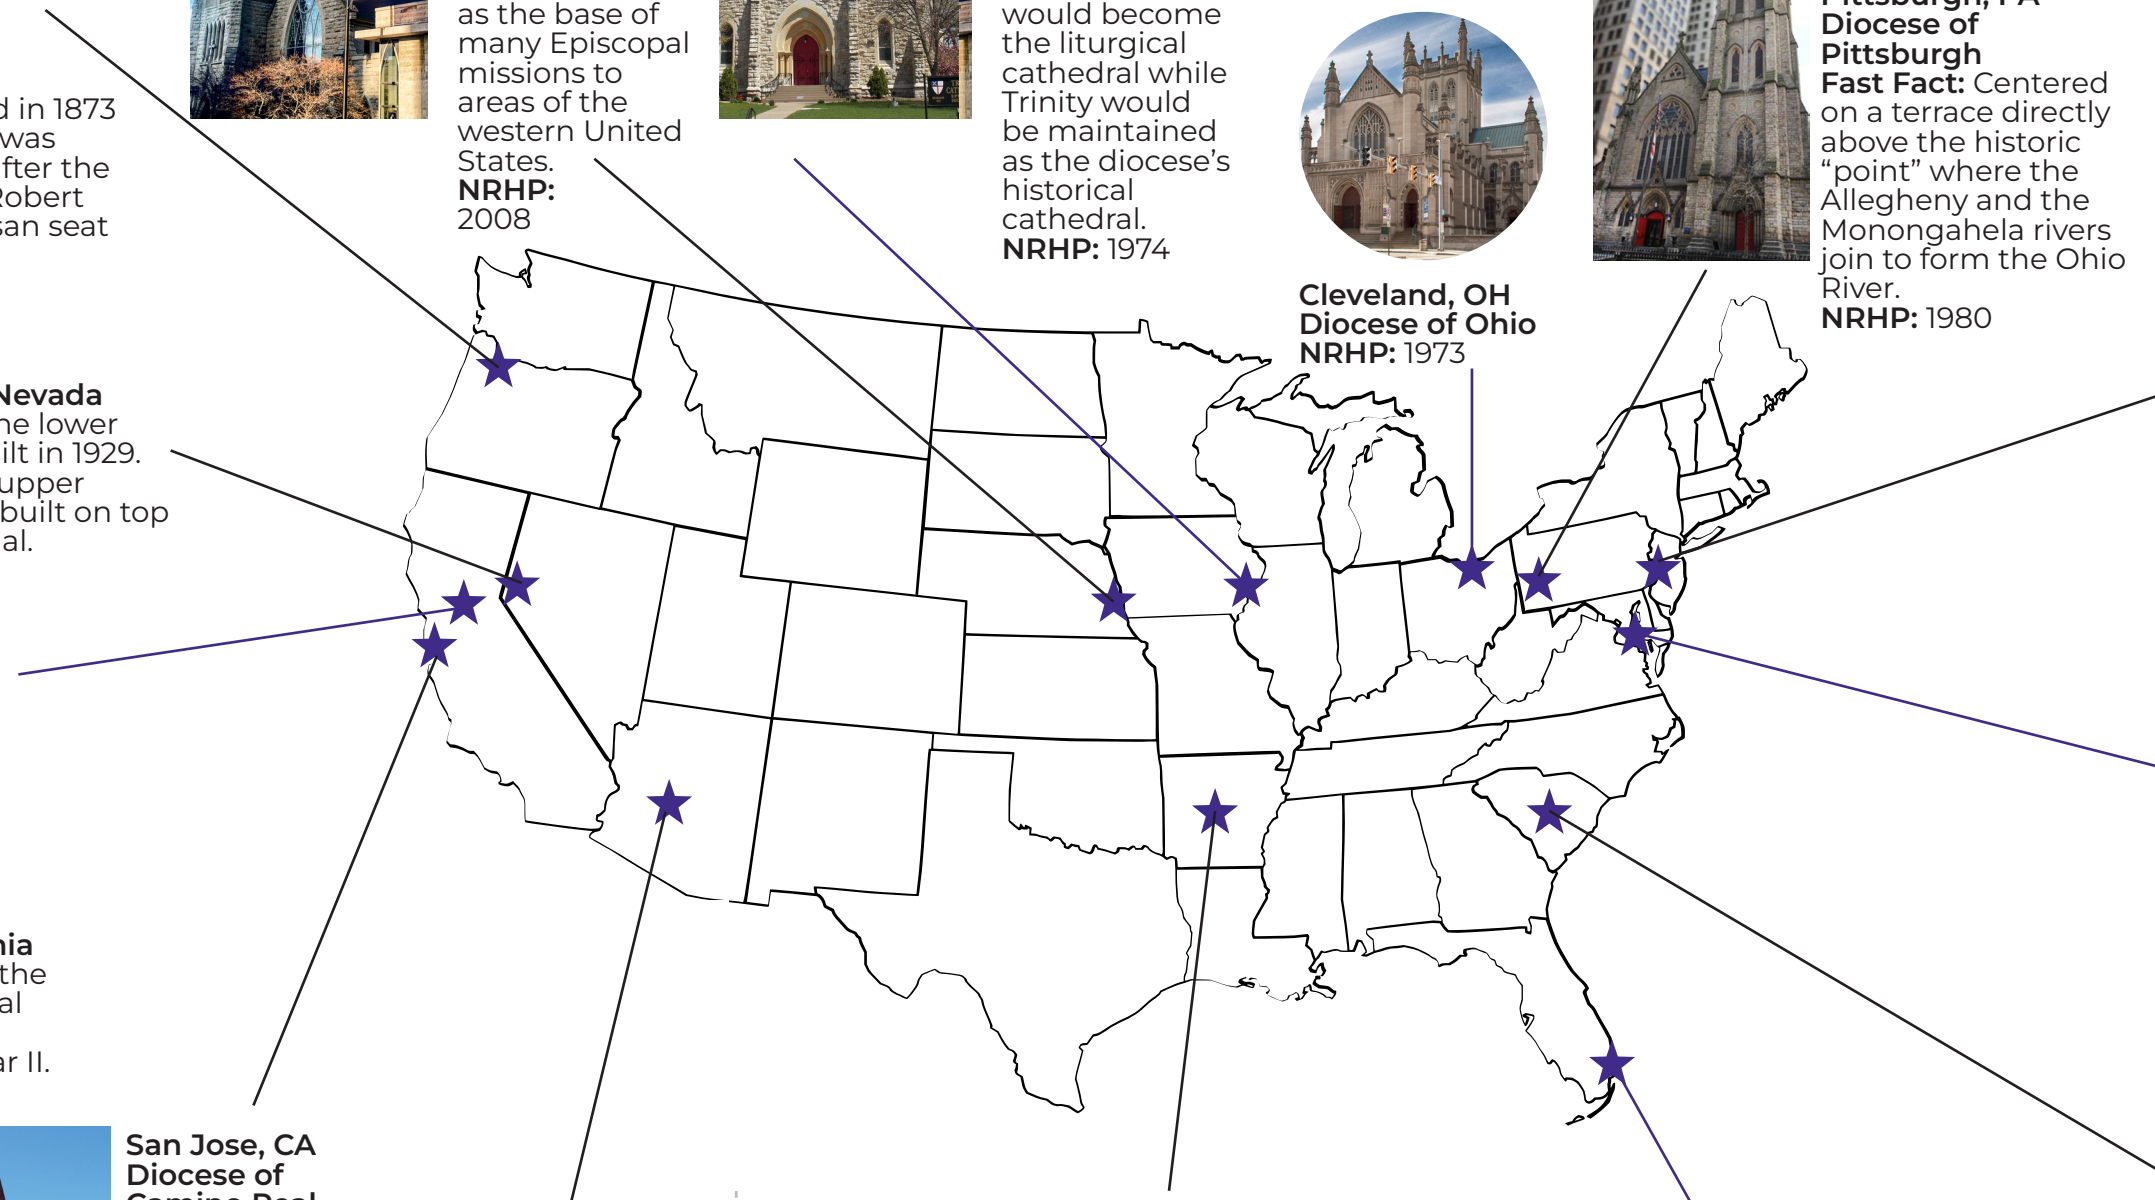 d in 1873
was
fter the
Robert
san seat
as the base of
many Episcopal
missions to
areas of the
western United
States.
NRHP:
2008
would become
the liturgical
cathedral while
Trinity would
be maintained
as the diocese’s
historical
cathedral.
NRHP: 1974
Cleveland, OH
Diocese of Ohio
NRHP: 1973
Pittsburgh, PA
Diocese of
Pittsburgh
Fast Fact: Centered
on a terrace directly
above the historic
“point” where the
Allegheny and the
Monongahela rivers
join to form the Ohio
River.
NRHP: 1980
Nevada
he lower
ilt in 1929.
upper
built on top
al.
nia
the
al
ar II.
San Jose, CA
Diocese of
Camino Real